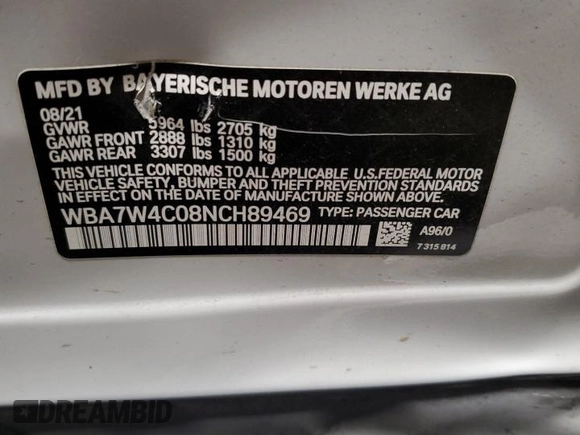 MFD BY BAYERISCHE MOTOREN WERKE AG
08/21
GVWR 5964 lbs 2705 kg
GAWR FRONT 2888 lbs 1310 kg
GAWR REAR 3307 lbs 1500 kg
THIS VEHICLE CONFORMS TO ALL APPLICABLE U.S.FEDERAL MOTOR
VEHICLE SAFETY, BUMPER AND THEFT PREVENTION STANDARDS IN
EFFECT ON THE DATE OF MANUFACTURE SHOWN ABOVE.
WBA7W4C08NCH89469 TYPE: PASSENGER CAR
A96/0
7 315 814
DREAMBID